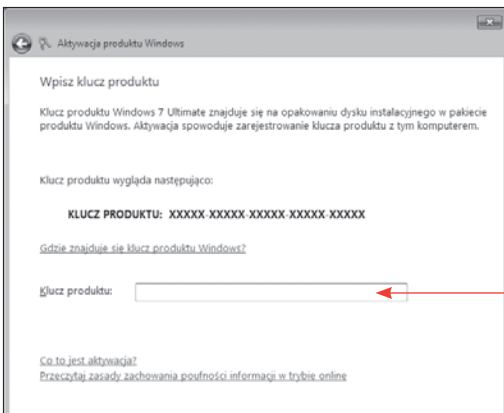 Aktywacja produktu Windows
Wpisz klucz produktu
Klucz produktu Windows 7 Ultimate znajduje się na opakowaniu dysku instalacyjnego w pakiecie
produktu Windows. Aktywacja spowoduje zarejestrowanie klucza produktu z tym komputerem.
Klucz produktu wygląda następująco:
KLUCZ PRODUKTU: XXXXX-XXXXX-XXXXX-XXXXX-XXXXX
Gdzie znajduje się klucz produktu Windows?
Klucz produktu:
Co to jest aktywacja?
Przeczytaj zasady zachowania poufności informacji w trybie online